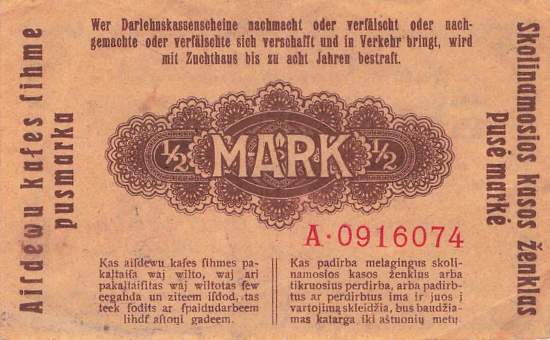 Wer Darlehnskassenscheine nachmacht oder verfälscht oder nach-
gemachte oder verfälschte sich verschafft und in Verkehr bringt, wird
mit Zuchthaus bis zu acht Jahren bestraft.
Aiſdewu kaſes ſihme
pusmarka
½ MARK ½
Skolinamosios kasos ženklas
Pusė markė
A·0916074
Kas aiſdewu kaſes ſihmes pa-
kaļtaiſa waj wilto, waj ari
pakaļtaiſitas waj wiltotas ſew
eegahda un ziteem iſdod, tas
teek ſodits ar ſpaidudarbeem
lihdſ aſtoņi gadeem.
Kas padirba melagingus skoli-
namosios kasos ženklus arba
tikruosius perdirba, arba padirb-
tus ar perdirbtus ima ir juos į
vartojimą skleidžia, bus baudžia-
mas katarga iki aštuonių metų.